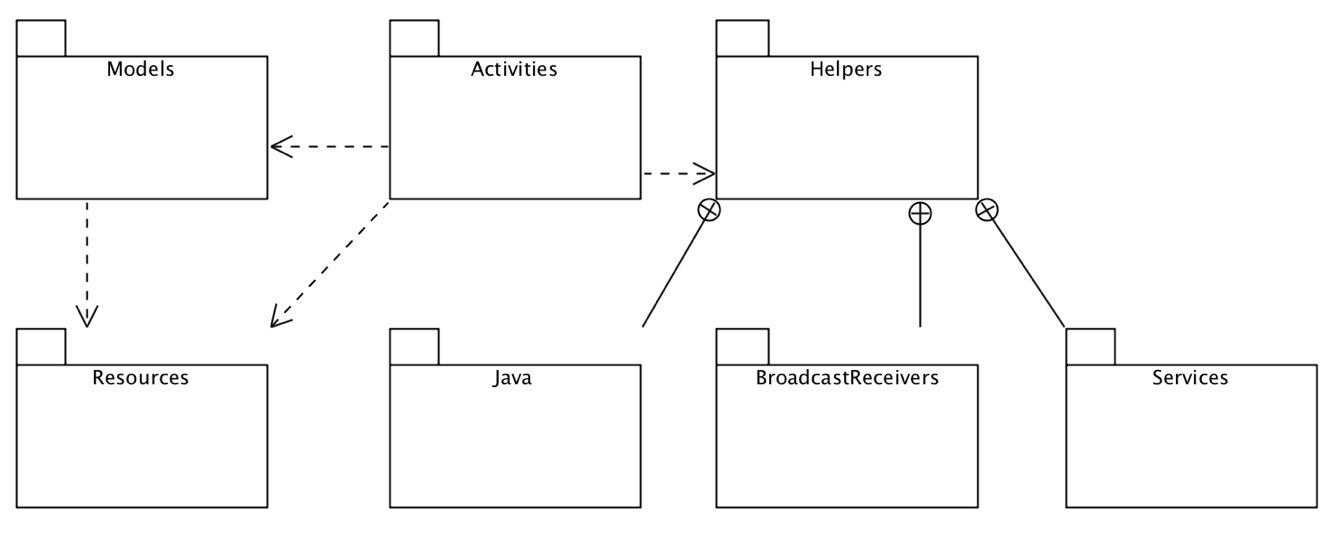 Models
Activities
Helpers
Resources
Java
BroadcastReceivers
Services